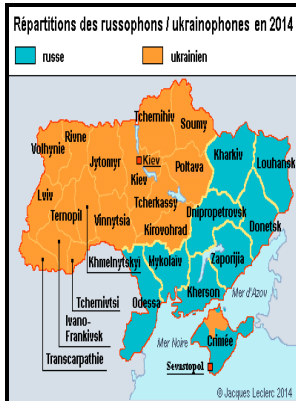 Répartitions des russophons / ukrainophones en 2014
russe
ukrainien
Tchernihiv
Soumy
Rivne
Volhynie
Jytomyr
Kiev
Kiev
Kharkiv
Louhansk
Poltava
Lviv
Ternopil
Vinnytsia
Tcherkassy
Kirovohrad
Dnipropetrovsk
Donetsk
Khmelnytskyi
Mykolaiv
Zaporijia
Kherson
Odessa
Tchernivtsi
Ivano-
Frankivsk
Transcarpathie
Mer d'Azov
Mer Noire
Crimée
Sevastopol
© Jacques Leclerc 2014